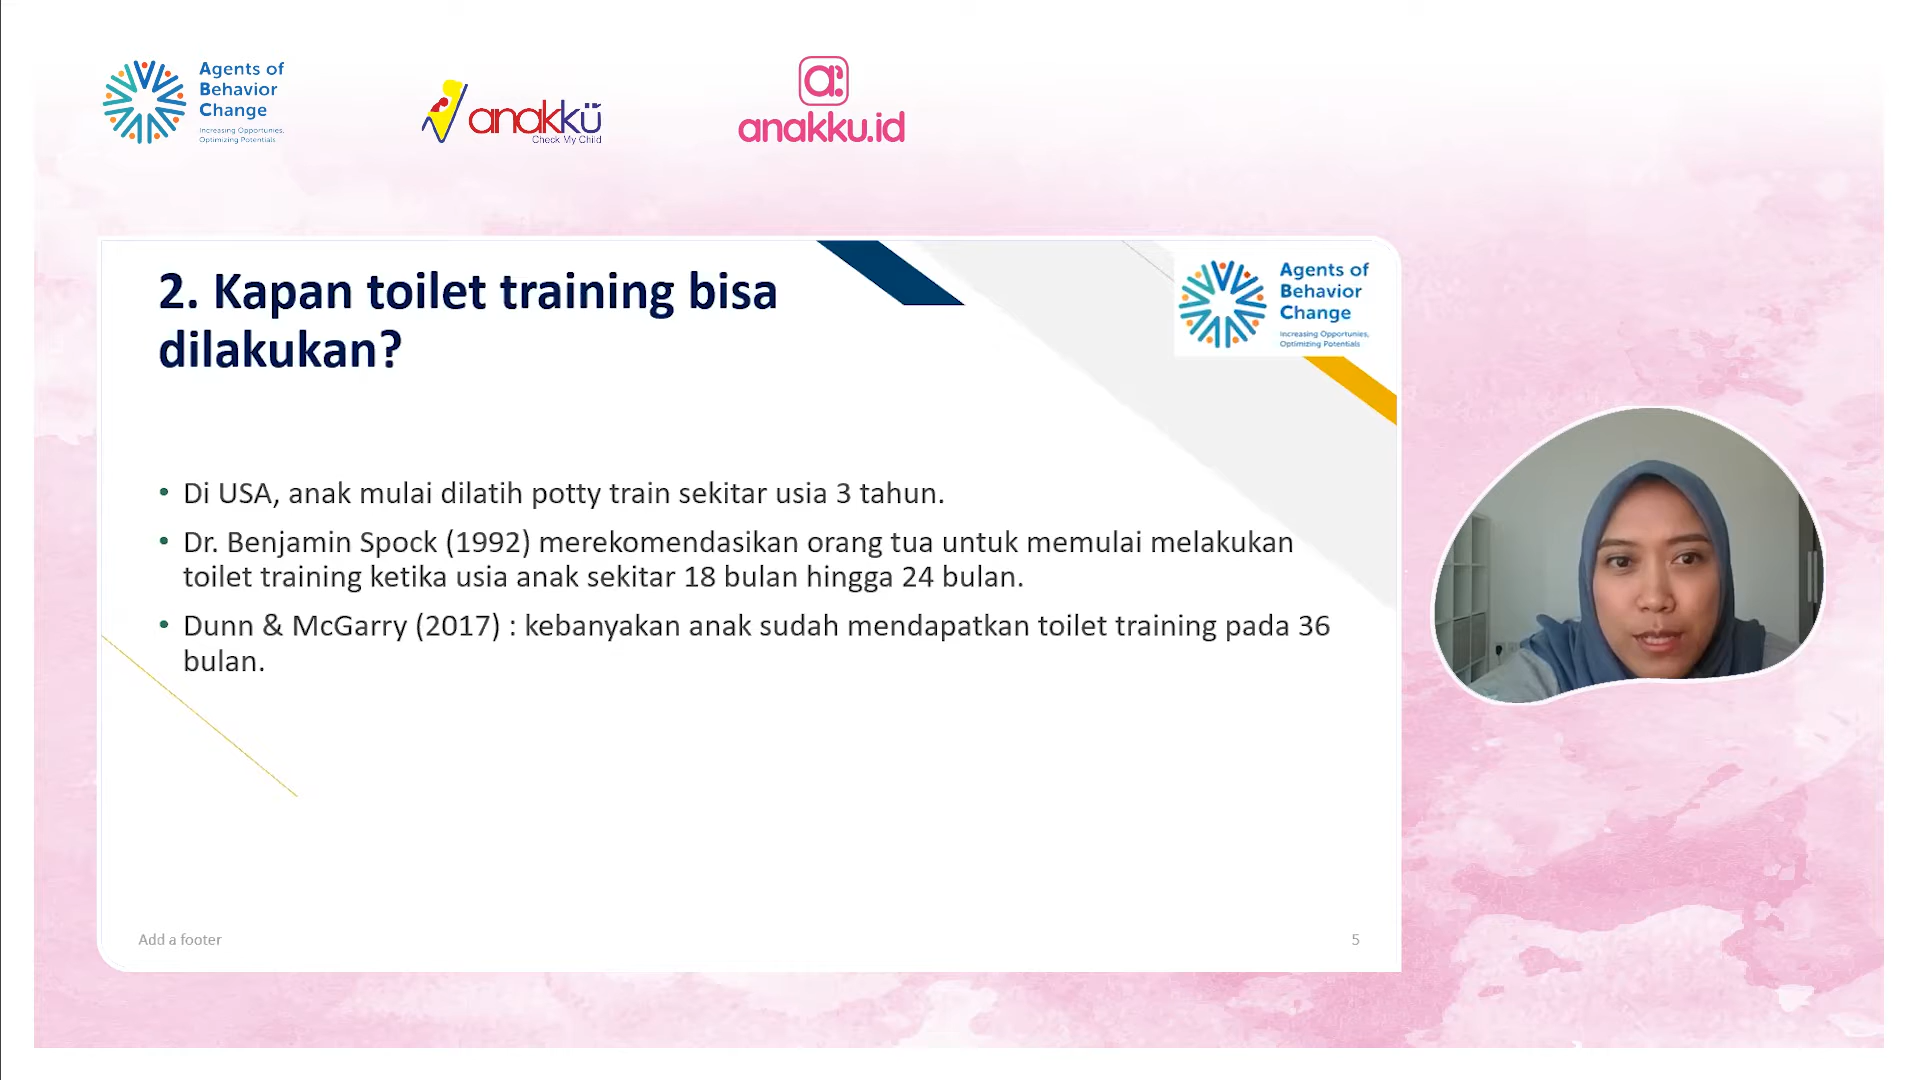 Agents of
Behavior
Change
Increasing Opportunies,
Optimizing Potentials
anakkü
Check My Child
a:
anakku.id
2. Kapan toilet training bisa
dilakukan?
Agents of
Behavior
Change
Increasing Opportunies,
Optimizing Potentials
• Di USA, anak mulai dilatih potty train sekitar usia 3 tahun.
• Dr. Benjamin Spock (1992) merekomendasikan orang tua untuk memulai melakukan
toilet training ketika usia anak sekitar 18 bulan hingga 24 bulan.
• Dunn & McGarry (2017) : kebanyakan anak sudah mendapatkan toilet training pada 36
bulan.
Add a footer
5